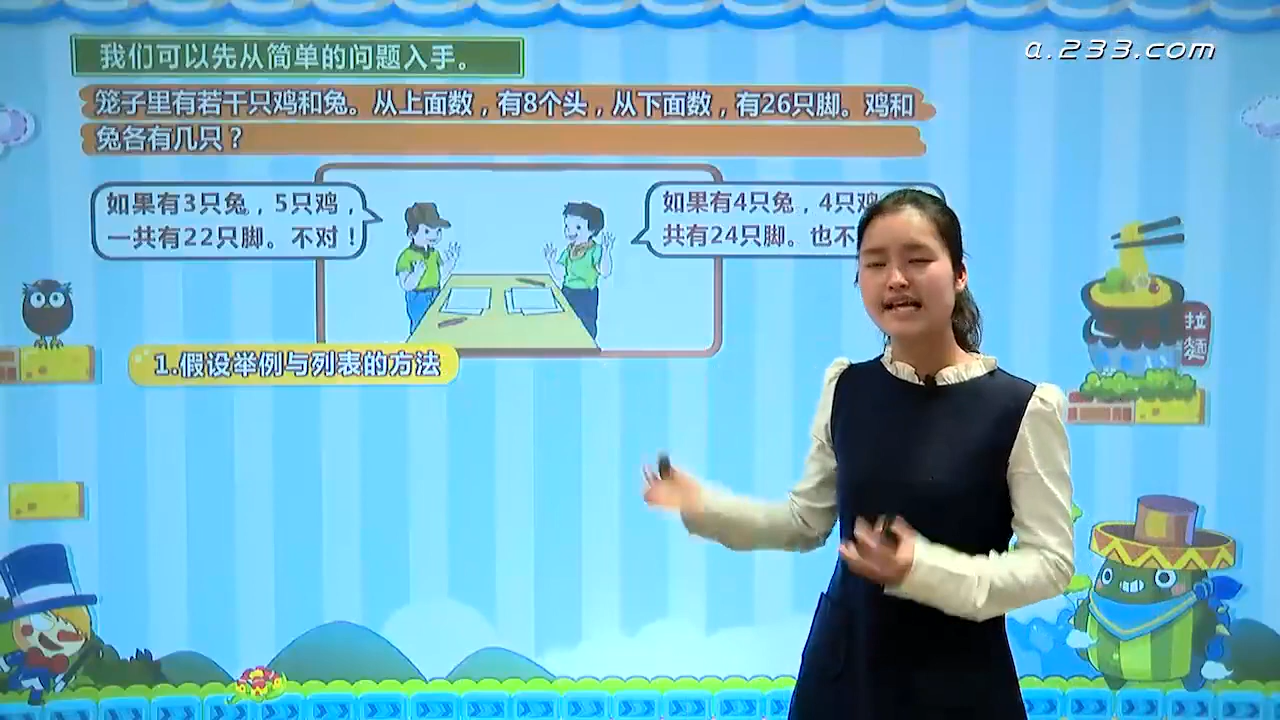 a.233.com
我们可以先从简单的问题入手。
笼子里有若干只鸡和兔。从上面数，有8个头，从下面数，有26只脚。鸡和
兔各有几只？
如果有3只兔，5只鸡，
一共有22只脚。不对！
如果有4只兔，4只鸡
共有24只脚。也不
1.假设举例与列表的方法
拉
麵